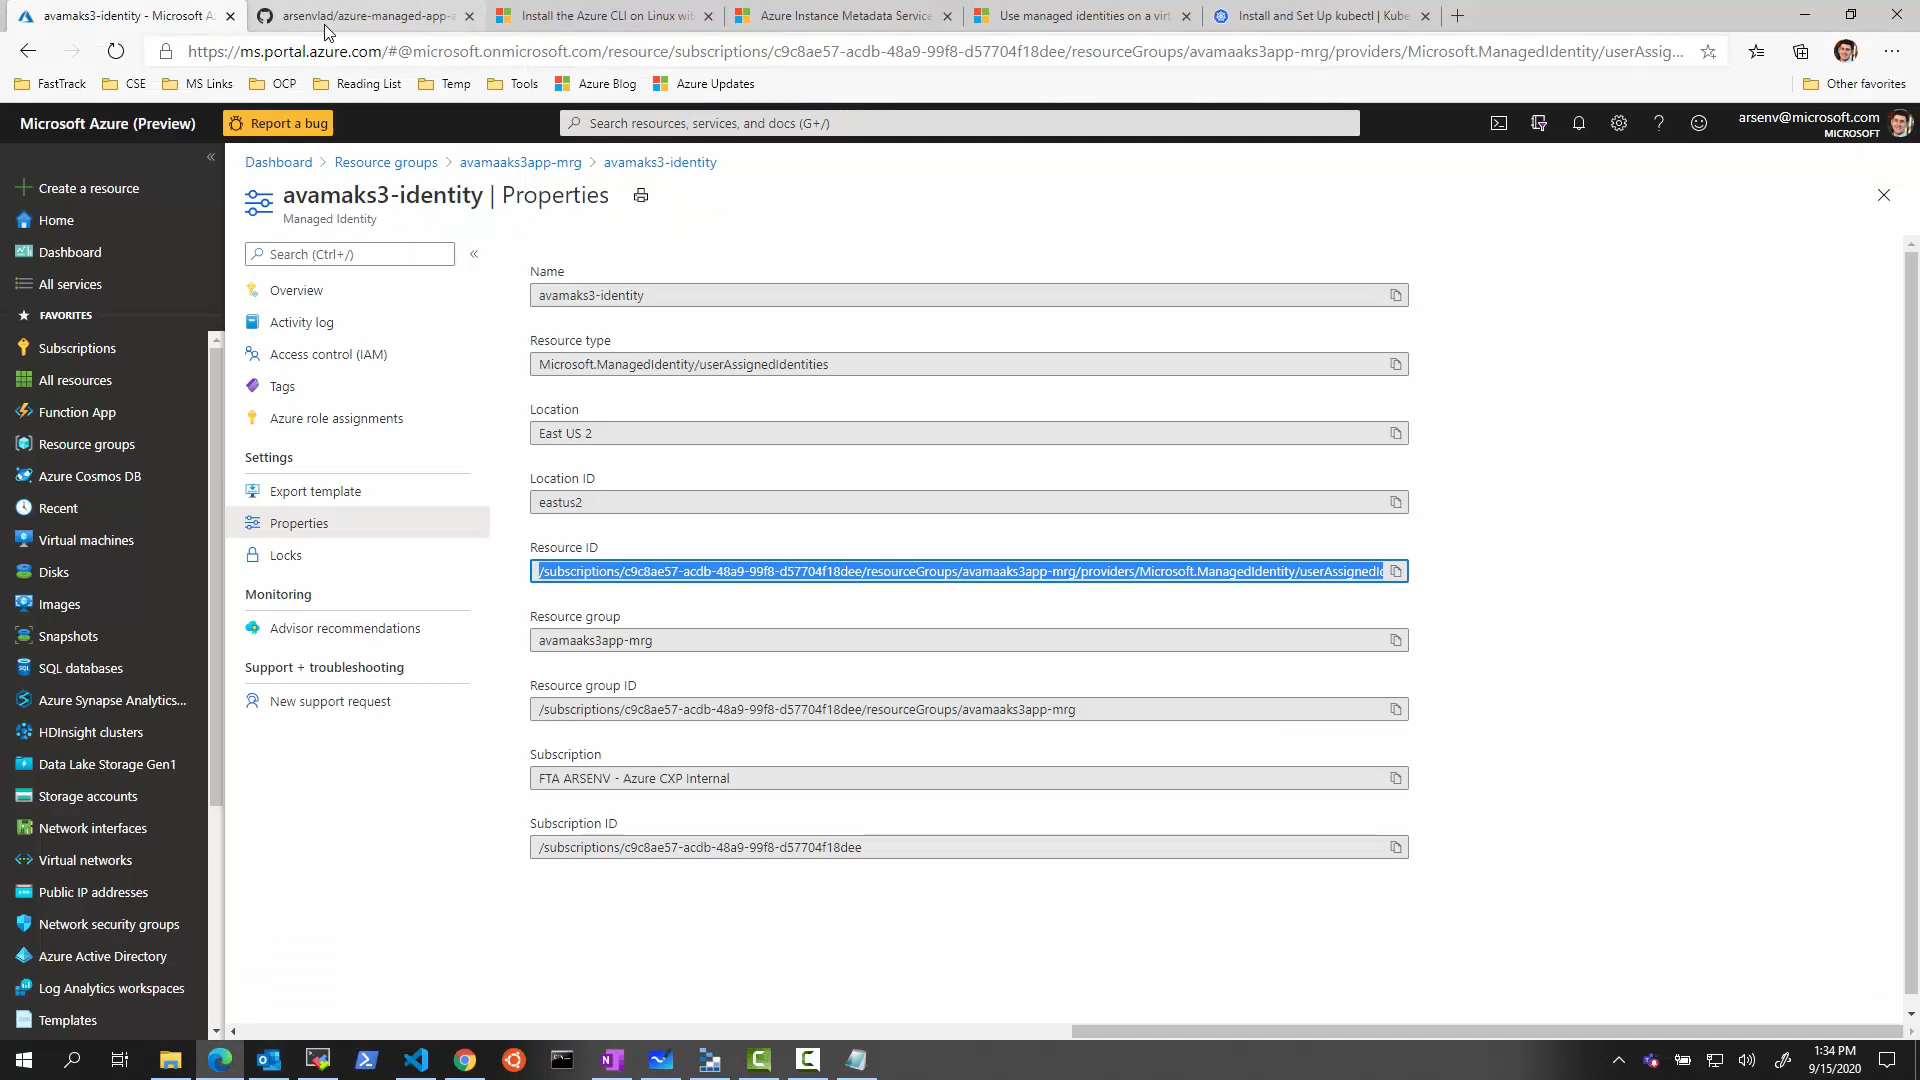 avamaks3-identity - Microsoft A
arsenvlad/azure-managed-app-a
Install the Azure CLI on Linux wit
Azure Instance Metadata Service
Use managed identities on a virt
Install and Set Up kubectl | Kube
https://ms.portal.azure.com/#@microsoft.onmicrosoft.com/resource/subscriptions/c9c8ae57-acdb-48a9-99f8-d57704f18dee/resourceGroups/avamaaks3app-mrg/providers/Microsoft.ManagedIdentity/userAssig...
FastTrack
CSE
MS Links
OCP
Reading List
Temp
Tools
Azure Blog
Azure Updates
Other favorites
Microsoft Azure (Preview)
Report a bug
Search resources, services, and docs (G+/)
arsenv@microsoft.com
MICROSOFT
Create a resource
Home
Dashboard
All services
FAVORITES
Subscriptions
All resources
Function App
Resource groups
Azure Cosmos DB
Recent
Virtual machines
Disks
Images
Snapshots
SQL databases
Azure Synapse Analytics...
HDInsight clusters
Data Lake Storage Gen1
Storage accounts
Network interfaces
Virtual networks
Public IP addresses
Network security groups
Azure Active Directory
Log Analytics workspaces
Templates
Dashboard > Resource groups > avamaaks3app-mrg > avamaks3-identity
avamaks3-identity | Properties
Managed Identity
Search (Ctrl+/)
Overview
Activity log
Access control (IAM)
Tags
Azure role assignments
Settings
Export template
Properties
Locks
Monitoring
Advisor recommendations
Support + troubleshooting
New support request
Name
avamaks3-identity
Resource type
Microsoft.ManagedIdentity/userAssignedIdentities
Location
East US 2
Location ID
eastus2
Resource ID
/subscriptions/c9c8ae57-acdb-48a9-99f8-d57704f18dee/resourceGroups/avamaaks3app-mrg/providers/Microsoft.ManagedIdentity/userAssignedId
Resource group
avamaaks3app-mrg
Resource group ID
/subscriptions/c9c8ae57-acdb-48a9-99f8-d57704f18dee/resourceGroups/avamaaks3app-mrg
Subscription
FTA ARSENV - Azure CXP Internal
Subscription ID
/subscriptions/c9c8ae57-acdb-48a9-99f8-d57704f18dee
1:34 PM
9/15/2020